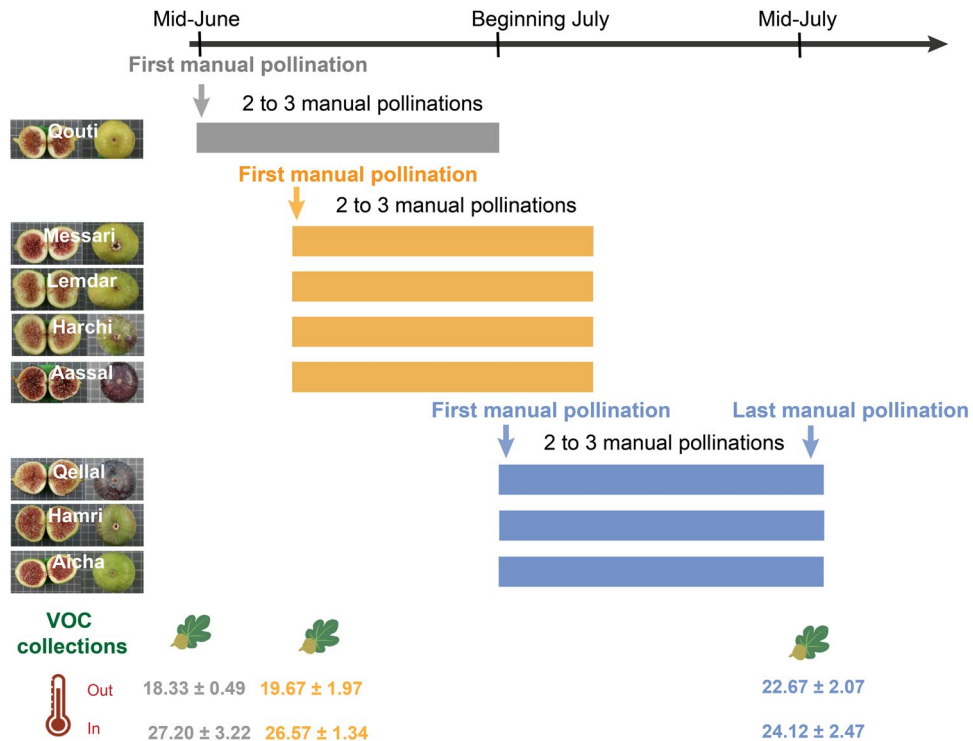 Mid-June Beginning July Mid-July
First manual pollination
2 to 3 manual pollinations
Qouti
First manual pollination
2 to 3 manual pollinations
Messari
Lemdar
Harchi
Aassal
First manual pollination Last manual pollination
2 to 3 manual pollinations
Qellal
Hamri
Aicha
VOC
collections
Out 18.33 ± 0.49 19.67 ± 1.97 22.67 ± 2.07
In 27.20 ± 3.22 26.57 ± 1.34 24.12 ± 2.47